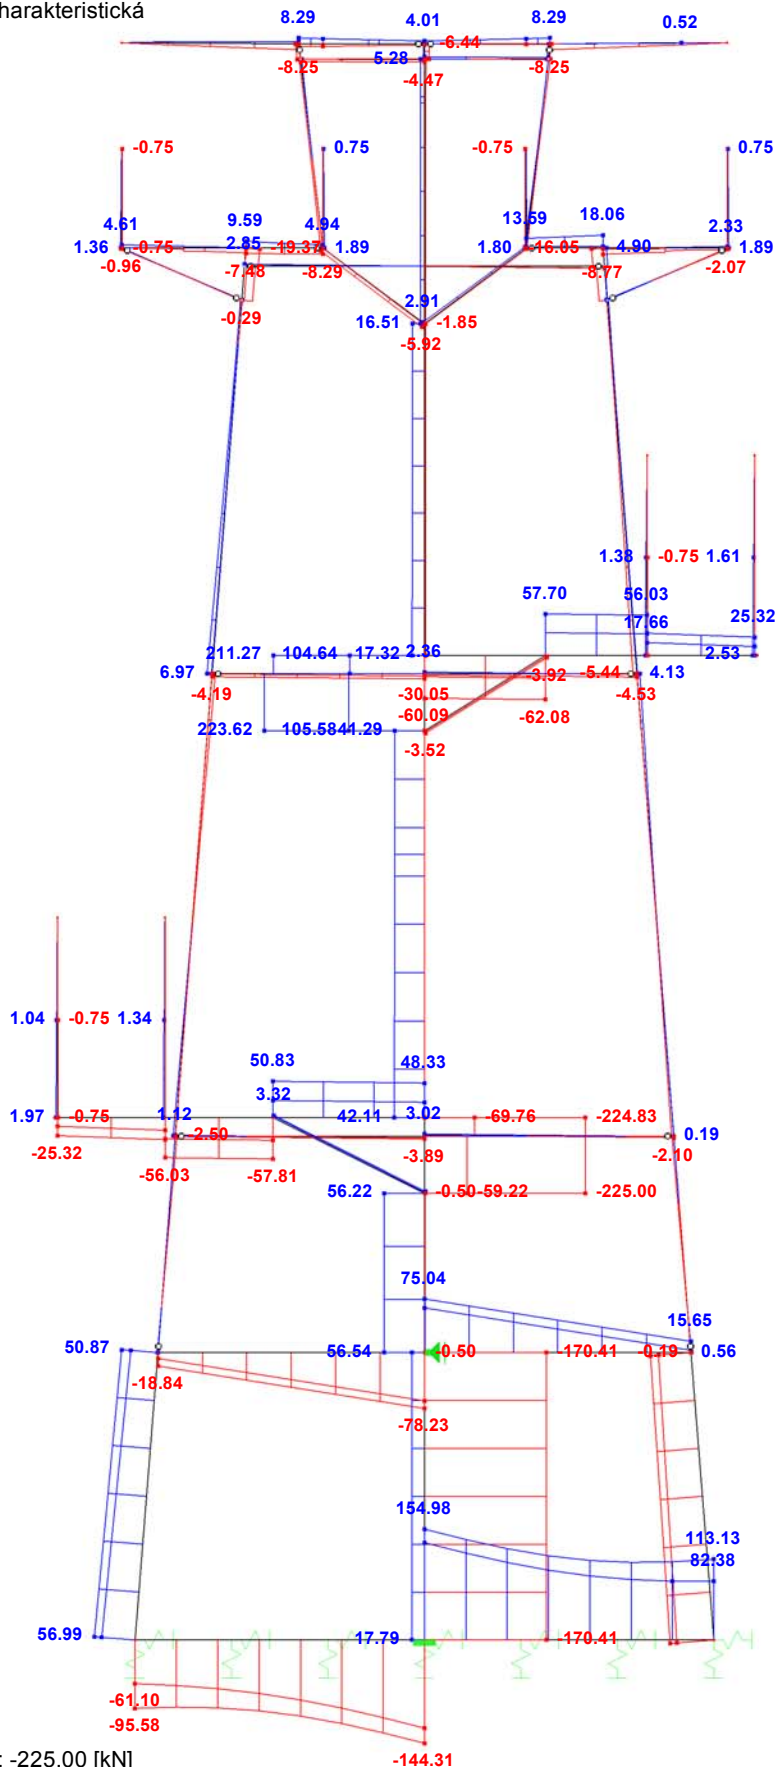 harakteristická
8.29 4.01 8.29 0.52
-6.44
5.28
-8.25 -4.47 -8.25
-0.75 0.75 -0.75 0.75
4.61 9.59 4.94 13.59 18.06 2.33
1.36 -0.75 2.85 -19.37 1.89 1.80 -16.05 4.90 1.89
-0.96 -7.48 -8.29 -8.77 -2.07
2.91
-0.29 16.51 -1.85
-5.92
1.38 -0.75 1.61
57.70 56.03
17.66 25.32
211.27 104.64 17.32 2.36 2.53
6.97 -3.92 -5.44 4.13
-4.19 -30.05 -4.53
-60.09 -62.08
223.62 105.58 41.29
-3.52
1.04 -0.75 1.34
50.83 48.33
3.32
1.97 -0.75 1.12 42.11 3.02 -69.76 -224.83
-2.50 0.19
-25.32 -3.89 -2.10
-56.03 -57.81
56.22 -0.50 -59.22 -225.00
75.04
15.65
50.87 56.54 -0.50 -170.41 -0.19 0.56
-18.84
-78.23
154.98
113.13
82.38
56.99 17.79 -170.41
-61.10
-95.58
: -225.00 [kN]
-144.31